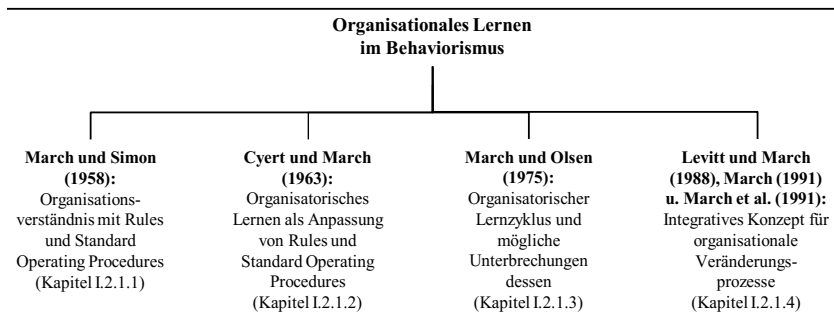 Organisationales Lernen
im Behaviorismus
March und Simon
(1958):
Organisations-
verständnis mit Rules
und Standard
Operating Procedures
(Kapitel I.2.1.1)
Cyert und March
(1963):
Organisatorisches
Lernen als Anpassung
von Rules und
Standard Operating
Procedures
(Kapitel I.2.1.2)
March und Olsen
(1975):
Organisatorischer
Lernzyklus und
mögliche
Unterbrechungen
dessen
(Kapitel I.2.1.3)
Levitt und March
(1988), March (1991)
u. March et al. (1991):
Integratives Konzept für
organisationale
Veränderungs-
prozesse
(Kapitel I.2.1.4)